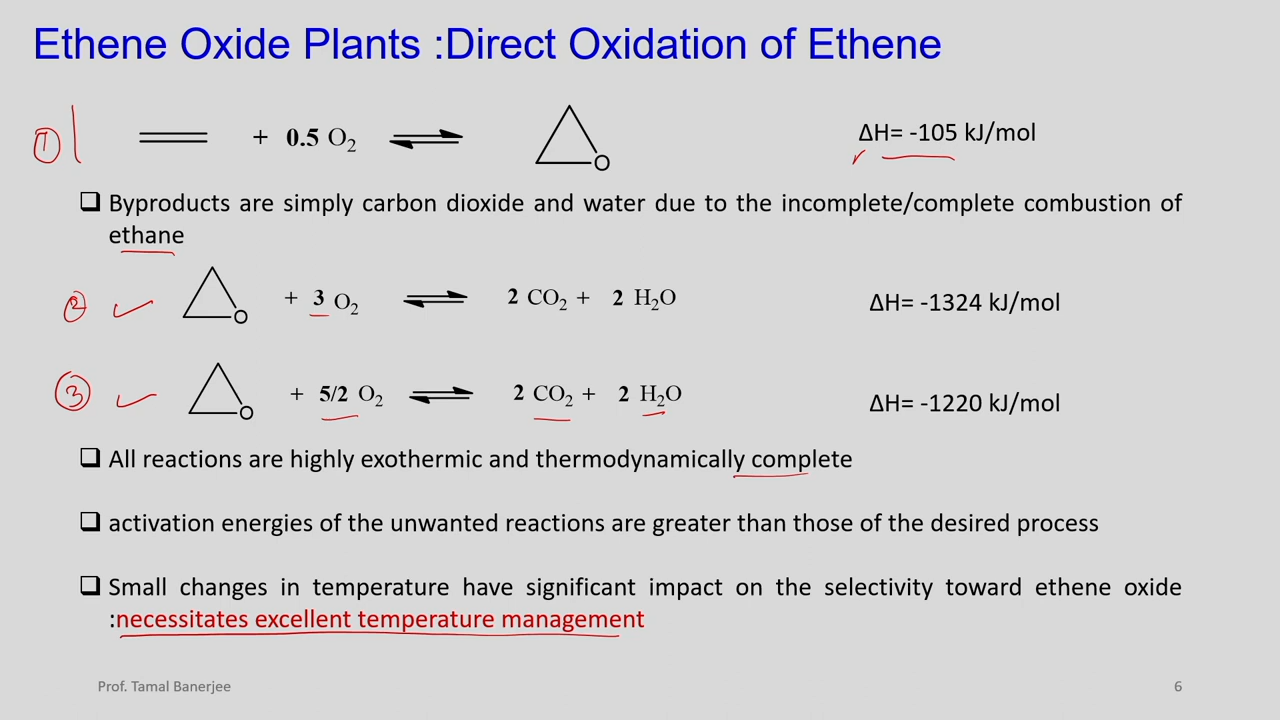 Ethene Oxide Plants :Direct Oxidation of Ethene
① + 0.5 O₂ ⇌ O ΔH= -105 kJ/mol
❑ Byproducts are simply carbon dioxide and water due to the incomplete/complete combustion of
ethane
② O + 3 O₂ ⇌ 2 CO₂ + 2 H₂O ΔH= -1324 kJ/mol
③ O + 5/2 O₂ ⇌ 2 CO₂ + 2 H₂O ΔH= -1220 kJ/mol
❑ All reactions are highly exothermic and thermodynamically complete
❑ activation energies of the unwanted reactions are greater than those of the desired process
❑ Small changes in temperature have significant impact on the selectivity toward ethene oxide
:necessitates excellent temperature management
Prof. Tamal Banerjee 6